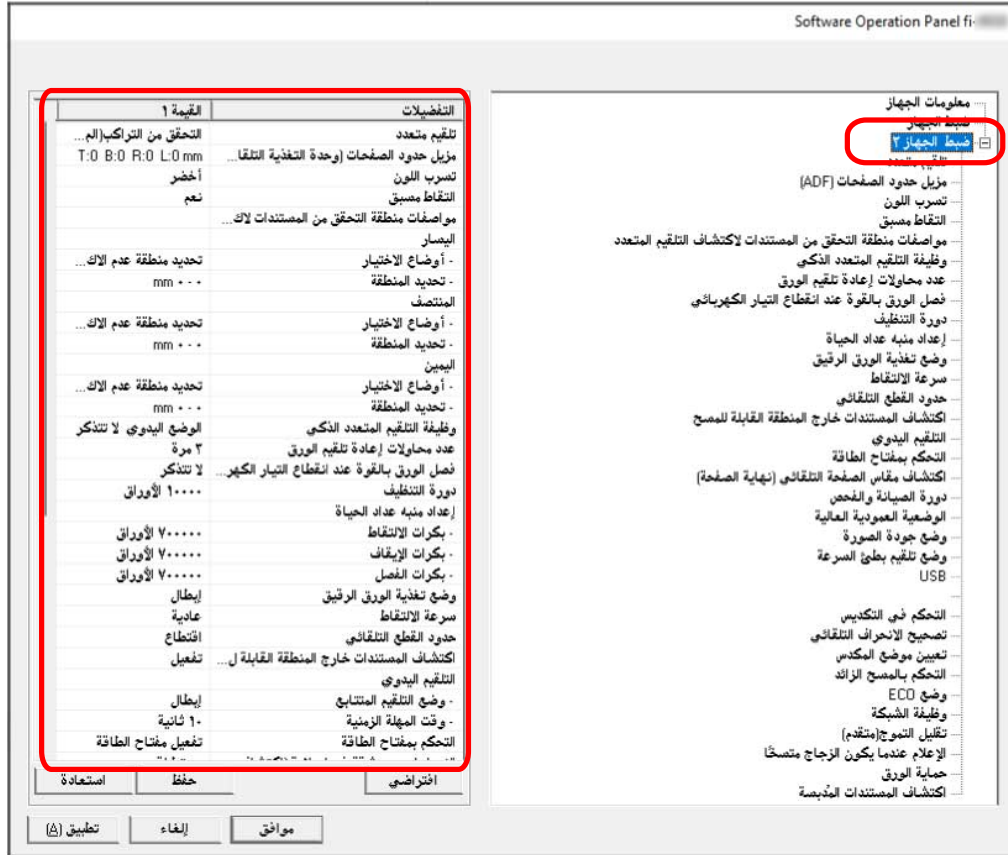 Software Operation Panel fi-
معلومات الجهاز
ضبط الجهاز
ضبط الجهاز ٢
تلقيم متعدد
مزيل حدود الصفحات (ADF)
تسرب اللون
التقاط مسبق
مواصفات منطقة التحقق من المستندات لاكتشاف التلقيم المتعدد
وظيفة التلقيم المتعدد الذكي
عدد محاولات إعادة تلقيم الورق
فصل الورق بالقوة عند انقطاع التيار الكهربائي
دورة التنظيف
إعداد منبه عداد الحياة
وضع تغذية الورق الرقيق
سرعة الالتقاط
حدود القطع التلقائي
اكتشاف المستندات خارج المنطقة القابلة للمسح
التلقيم اليدوي
التحكم بمفتاح الطاقة
اكتشاف مقاس الصفحة التلقائي (نهاية الصفحة)
دورة الصيانة والفحص
الوضعية العمودية العالية
وضع جودة الصورة
وضع تلقيم بطئ السرعة
USB
التحكم في التكديس
تصحيح الانحراف التلقائي
تعيين موضع المكدس
التحكم بالمسح الزائد
وضع ECO
وظيفة الشبكة
تقليل التموج(متقدم)
الإعلام عندما يكون الزجاج متسخًا
حماية الورق
اكتشاف المستندات المدبسة
التفضيلات القيمة ١
تلقيم متعدد التحقق من التراكب(الم...
مزيل حدود الصفحات (وحدة التغذية التلقا... T:0 B:0 R:0 L:0 mm
تسرب اللون أخضر
التقاط مسبق نعم
مواصفات منطقة التحقق من المستندات لاك...
اليسار
- أوضاع الاختيار تحديد منطقة عدم الاك...
- تحديد المنطقة ٠ - ٠ mm
المنتصف
- أوضاع الاختيار تحديد منطقة عدم الاك...
- تحديد المنطقة ٠ - ٠ mm
اليمين
- أوضاع الاختيار تحديد منطقة عدم الاك...
- تحديد المنطقة ٠ - ٠ mm
وظيفة التلقيم المتعدد الذكي الوضع اليدوي لا تتذكر
عدد محاولات إعادة تلقيم الورق ٣ مرة
فصل الورق بالقوة عند انقطاع التيار الكهر... لا تتذكر
دورة التنظيف ١٠٠٠٠ الأوراق
إعداد منبه عداد الحياة
- بكرات الالتقاط ٧٠٠٠٠٠ الأوراق
- بكرات الإيقاف ٧٠٠٠٠٠ الأوراق
- بكرات الفصل ٧٠٠٠٠٠ الأوراق
وضع تغذية الورق الرقيق إبطال
سرعة الالتقاط عادية
حدود القطع التلقائي اقتطاع
اكتشاف المستندات خارج المنطقة القابلة ل... تفعيل
التلقيم اليدوي
- وضع التلقيم المتتابع إبطال
- وقت المهلة الزمنية ١٠ ثانية
التحكم بمفتاح الطاقة تفعيل مفتاح الطاقة
افتراضي حفظ استعادة
موافق إلغاء تطبيق (A)